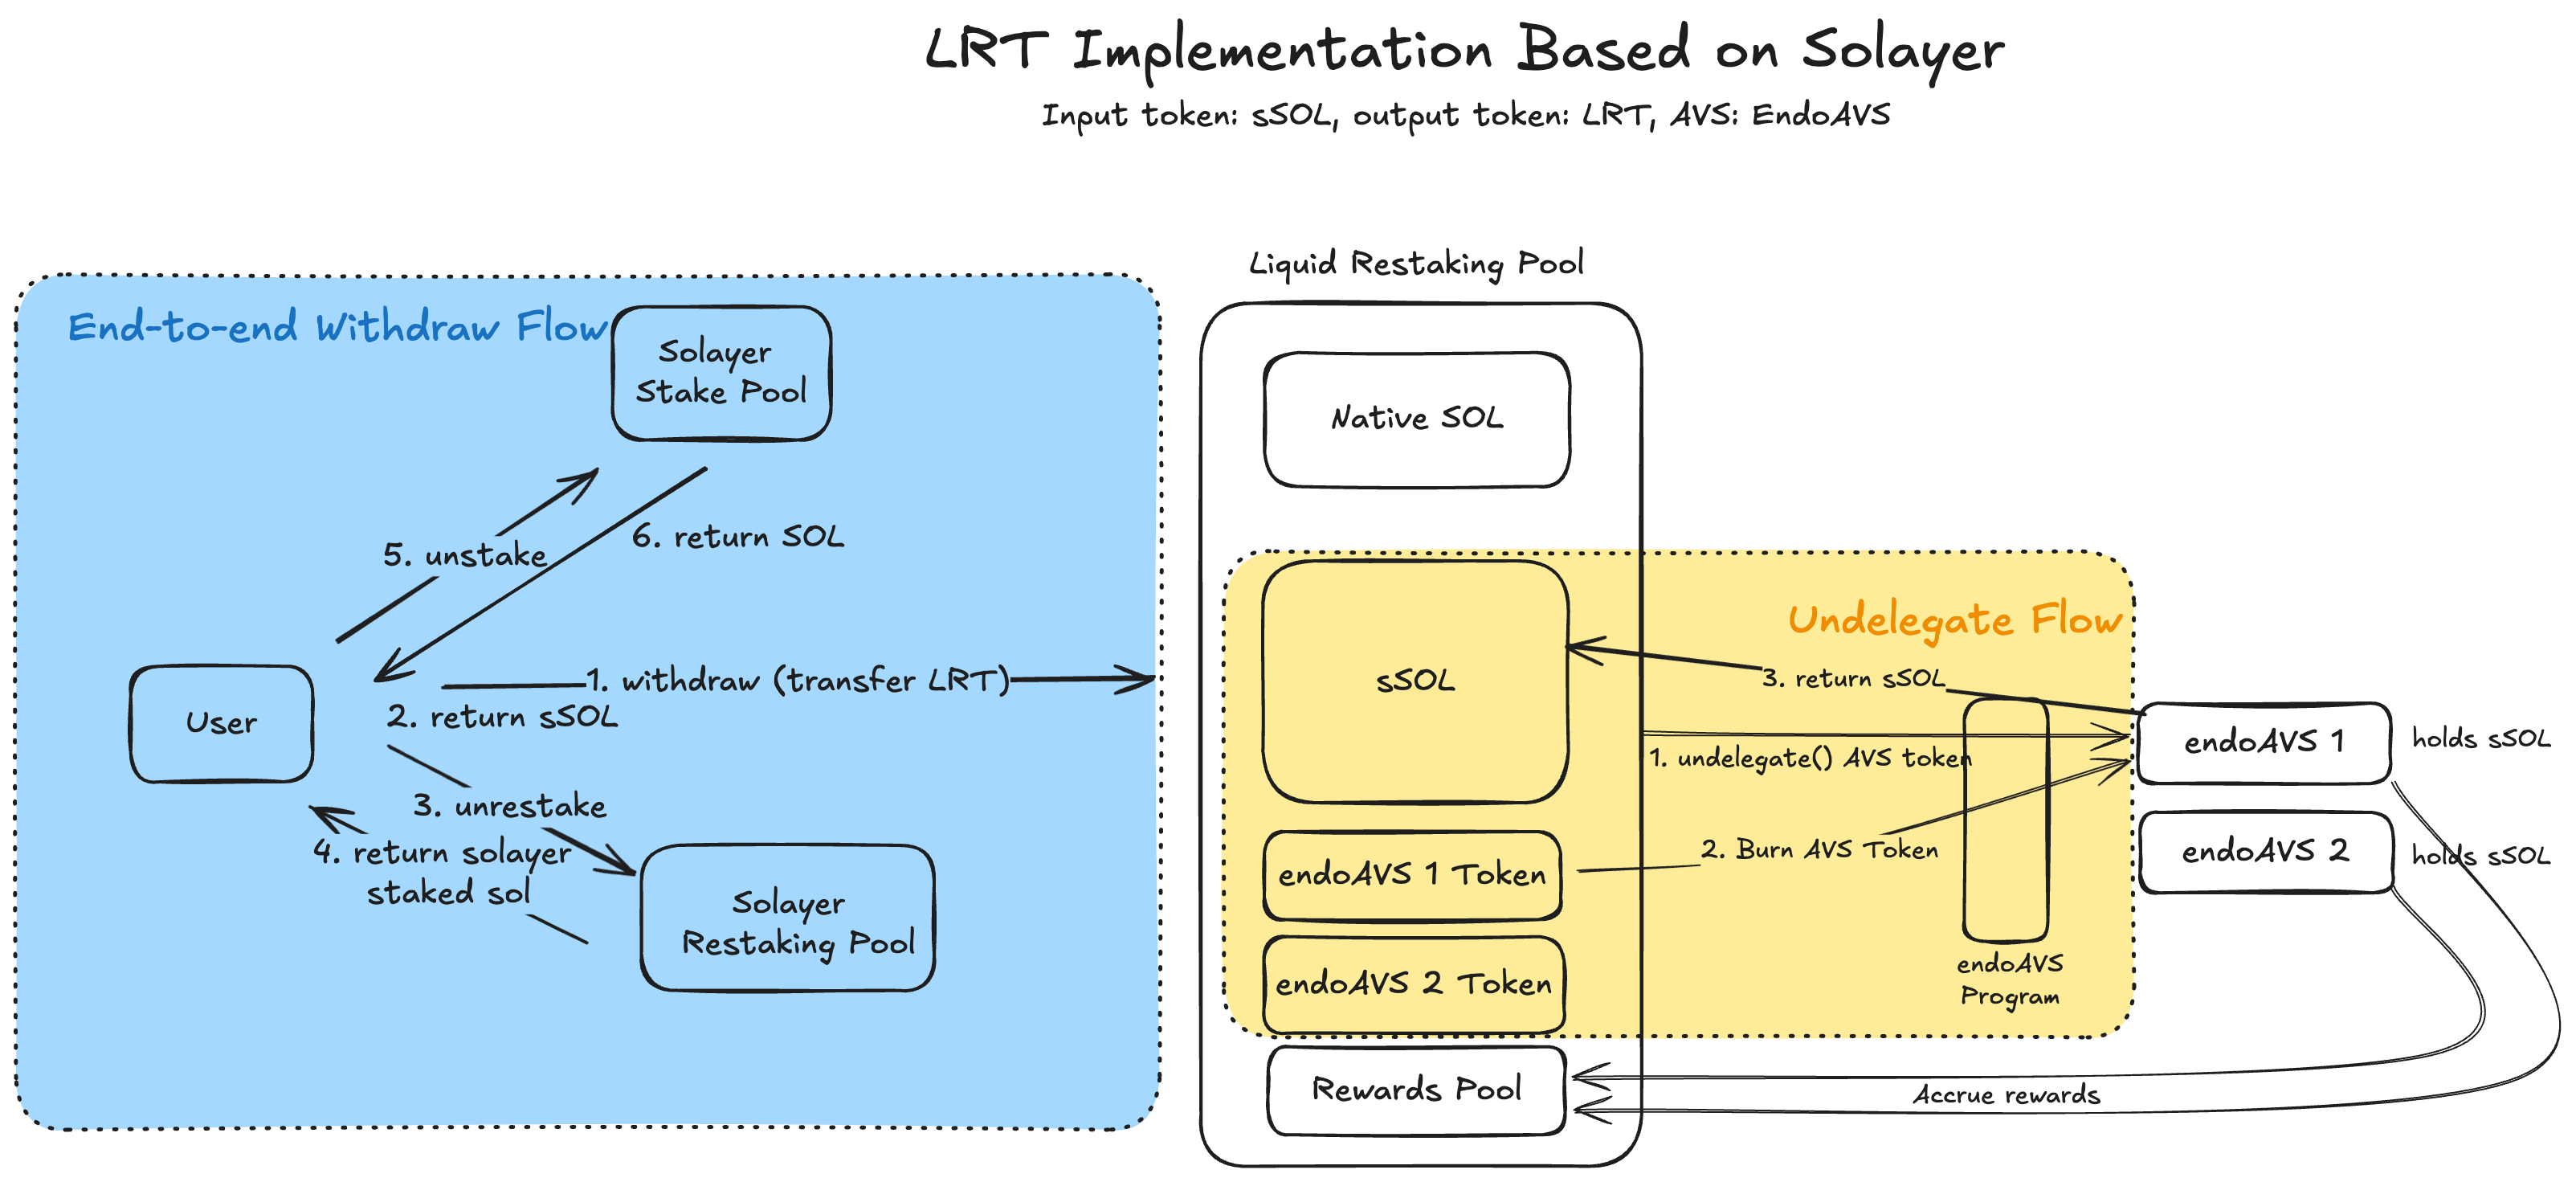 LRT Implementation Based on Solayer
Input token: sSOL, output token: LRT, AVS: EndoAVS
End-to-end Withdraw Flow
Solayer
Stake Pool
5. unstake
6. return SOL
User
1. withdraw (transfer LRT)
2. return sSOL
3. unrestake
4. return solayer
staked sol
Solayer
Restaking Pool
Liquid Restaking Pool
Native SOL
Undelegate Flow
sSOL
3. return sSOL
1. undelegate() AVS token
2. Burn AVS Token
endoAVS 1 Token
endoAVS 2 Token
endoAVS
Program
endoAVS 1
holds sSOL
endoAVS 2
holds sSOL
Rewards Pool
Accrue rewards